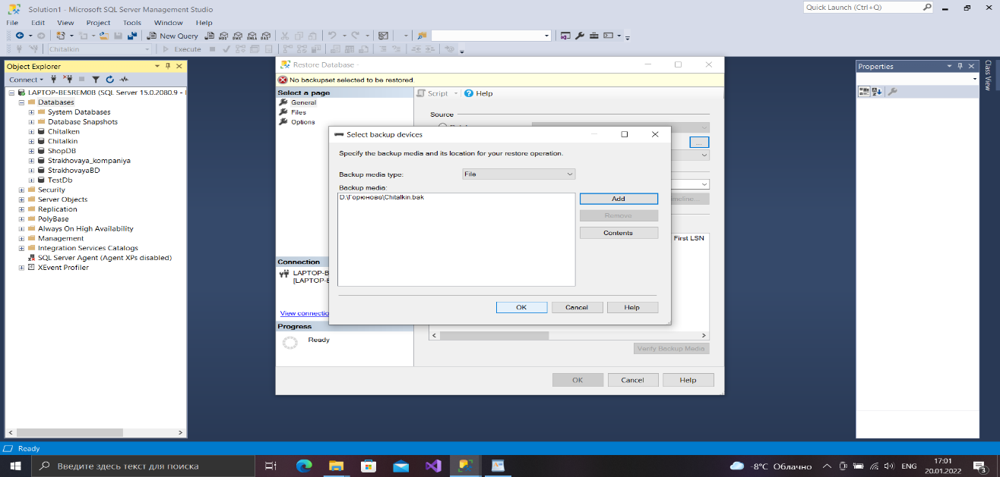 Solution1 - Microsoft SQL Server Management Studio
Quick Launch (Ctrl+Q)
File Edit View Project Tools Window Help
New Query
Chitalkin Execute
Object Explorer
Connect
LAPTOP-BE5REM0B (SQL Server 15.0.2080.9 -
Databases
System Databases
Database Snapshots
Chitalken
Chitalkin
ShopDB
Strakhovaya_kompaniya
StrakhovayaBD
TestDb
Security
Server Objects
Replication
PolyBase
Always On High Availability
Management
Integration Services Catalogs
SQL Server Agent (Agent XPs disabled)
XEvent Profiler
Restore Database -
No backupset selected to be restored.
Select a page
General
Files
Options
Script Help
Source
...
First LSN
Connection
LAPTOP-B
[LAPTOP-B
View connectio
Progress
Ready
Verify Backup Media
OK Cancel Help
Select backup devices
Specify the backup media and its location for your restore operation.
Backup media type: File
Backup media:
D:\Горюнова\Chitalkin.bak
Add
Remove
Contents
OK Cancel Help
Properties
Class View
Ready
Введите здесь текст для поиска
-8°C Облачно
ENG
17:01
20.01.2022
3